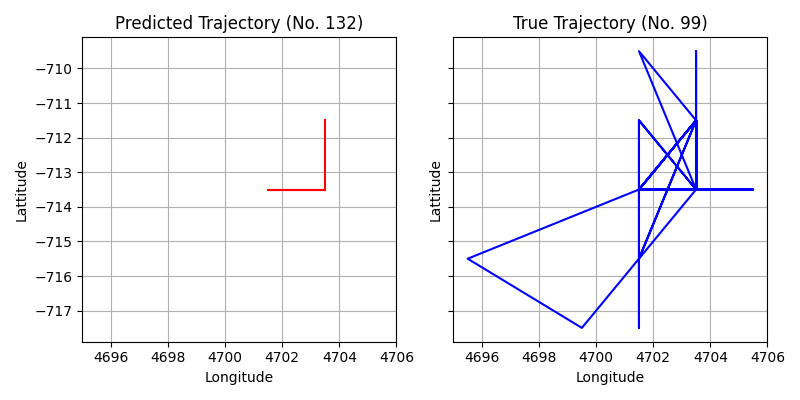 Predicted Trajectory (No. 132)
True Trajectory (No. 99)
Lattitude
−710
−711
−712
−713
−714
−715
−716
−717
4696 4698 4700 4702 4704 4706
Longitude
Lattitude
4696 4698 4700 4702 4704 4706
Longitude